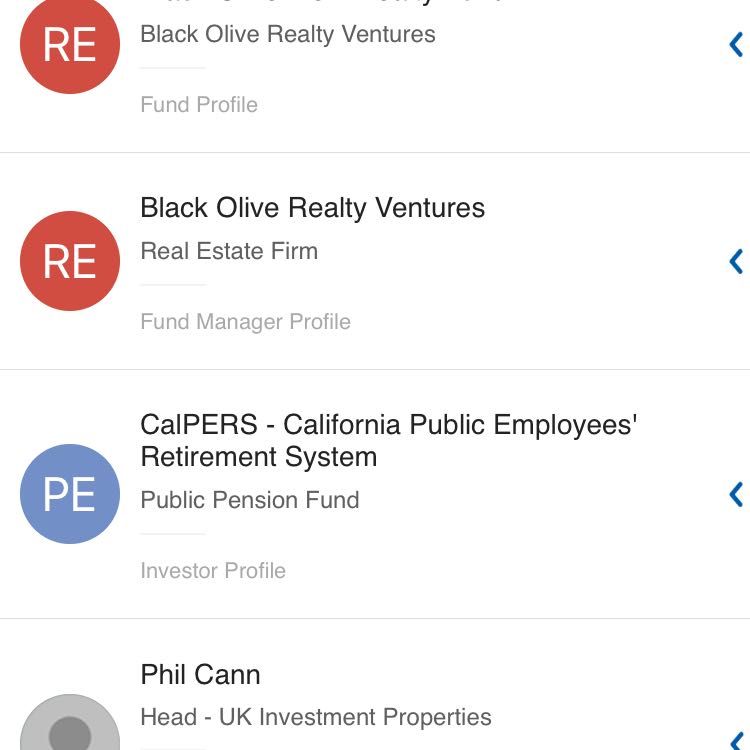 RE
Black Olive Realty Ventures
Fund Profile
RE
Black Olive Realty Ventures
Real Estate Firm
Fund Manager Profile
PE
CalPERS - California Public Employees'
Retirement System
Public Pension Fund
Investor Profile
Phil Cann
Head - UK Investment Properties